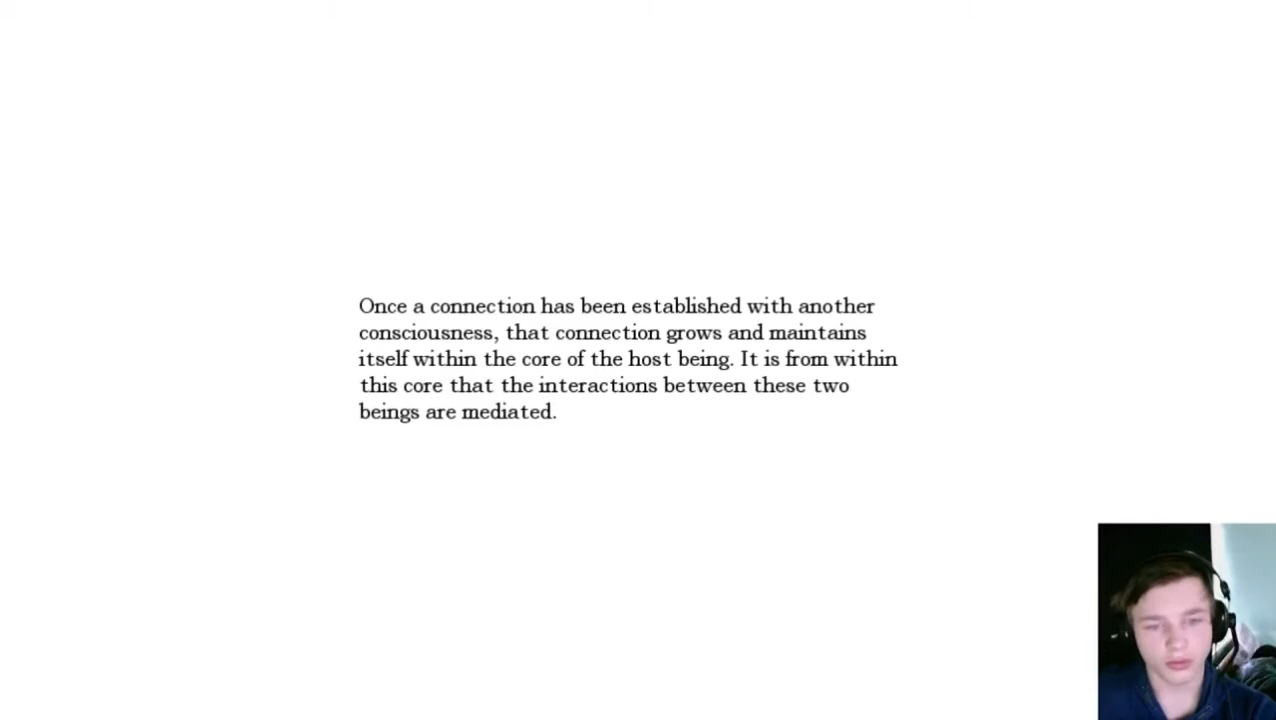 Once a connection has been established with another
consciousness, that connection grows and maintains
itself within the core of the host being. It is from within
this core that the interactions between these two
beings are mediated.